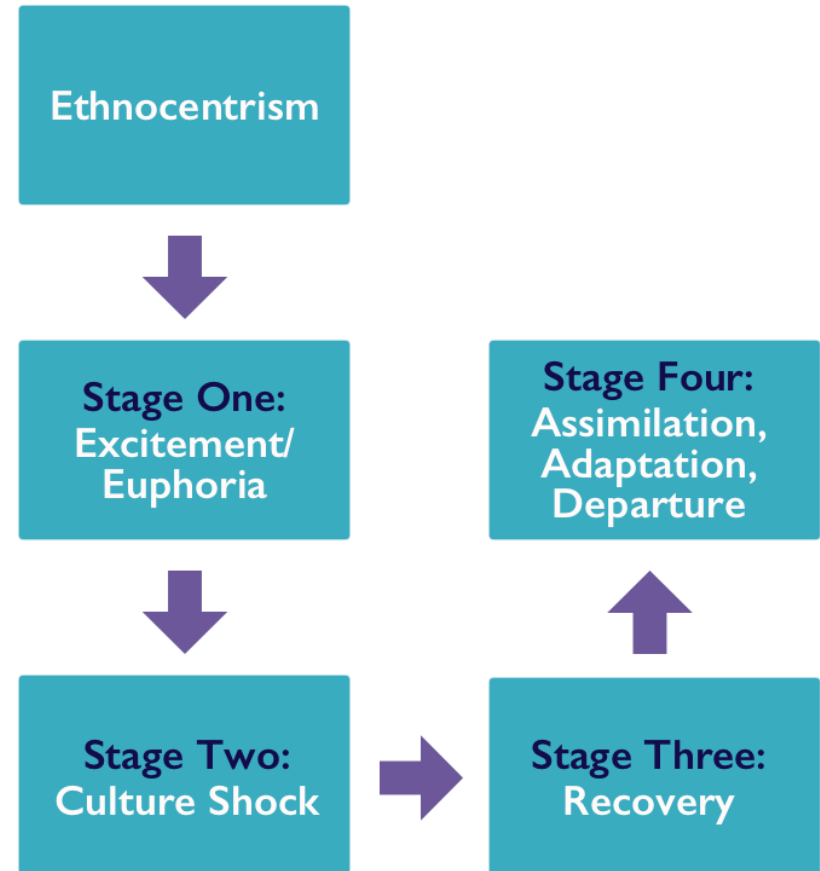 Ethnocentrism
Stage One:
Excitement/
Euphoria
Stage Two:
Culture Shock
Stage Three:
Recovery
Stage Four:
Assimilation,
Adaptation,
Departure